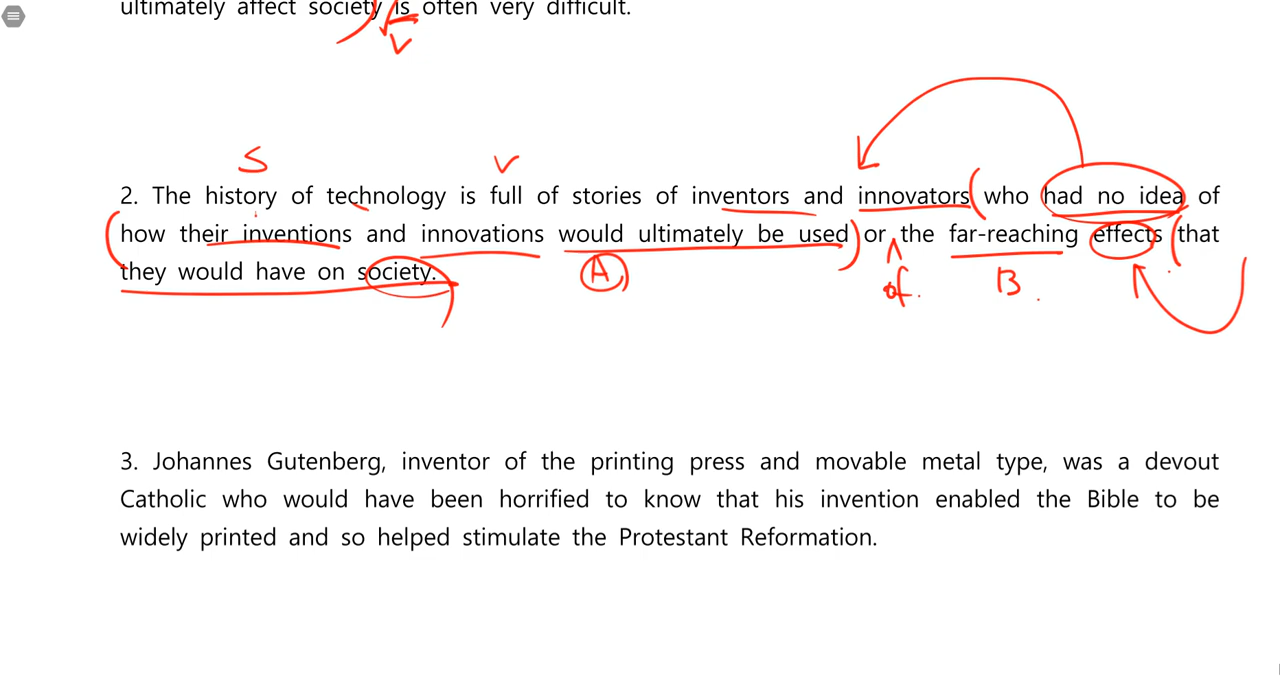 ultimately affect society is often very difficult.
V
S V
2. The history of technology is full of stories of inventors and innovators who had no idea of
how their inventions and innovations would ultimately be used or the far-reaching effects that
they would have on society.
A of. B.
3. Johannes Gutenberg, inventor of the printing press and movable metal type, was a devout
Catholic who would have been horrified to know that his invention enabled the Bible to be
widely printed and so helped stimulate the Protestant Reformation.